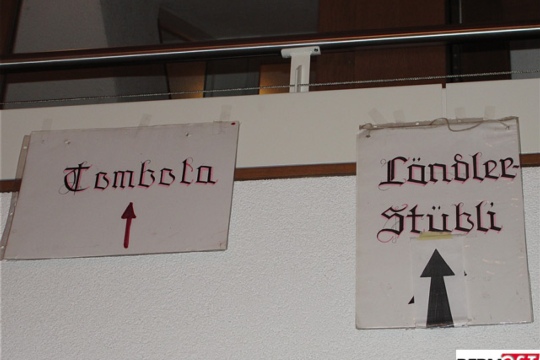 Tombola
Ländler-
Stübli